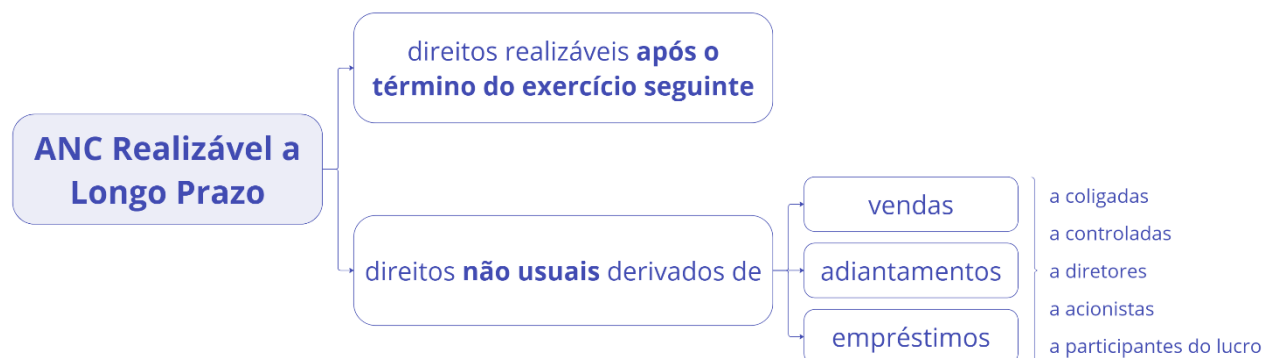 ANC Realizável a
Longo Prazo
direitos realizáveis após o
término do exercício seguinte
direitos não usuais derivados de
vendas
adiantamentos
empréstimos
a coligadas
a controladas
a diretores
a acionistas
a participantes do lucro